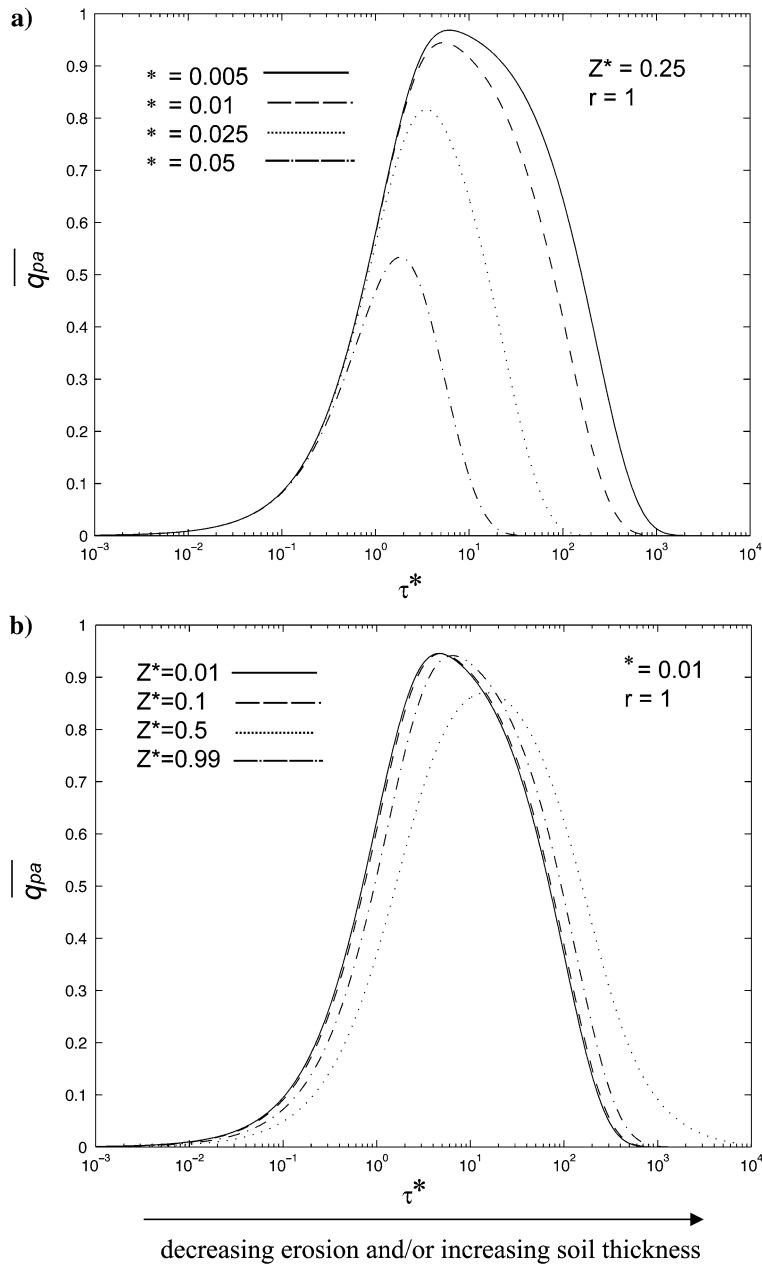 a)
* = 0.005
* = 0.01
* = 0.025
* = 0.05
Z* = 0.25
r = 1
1
0.9
0.8
0.7
0.6
0.5
0.4
0.3
0.2
0.1
0
qpa
10⁻³ 10⁻² 10⁻¹ 10⁰ 10¹ 10² 10³ 10⁴
τ*
b)
Z*=0.01
Z*=0.1
Z*=0.5
Z*=0.99
* = 0.01
r = 1
1
0.9
0.8
0.7
0.6
0.5
0.4
0.3
0.2
0.1
0
qpa
10⁻³ 10⁻² 10⁻¹ 10⁰ 10¹ 10² 10³ 10⁴
τ*
decreasing erosion and/or increasing soil thickness